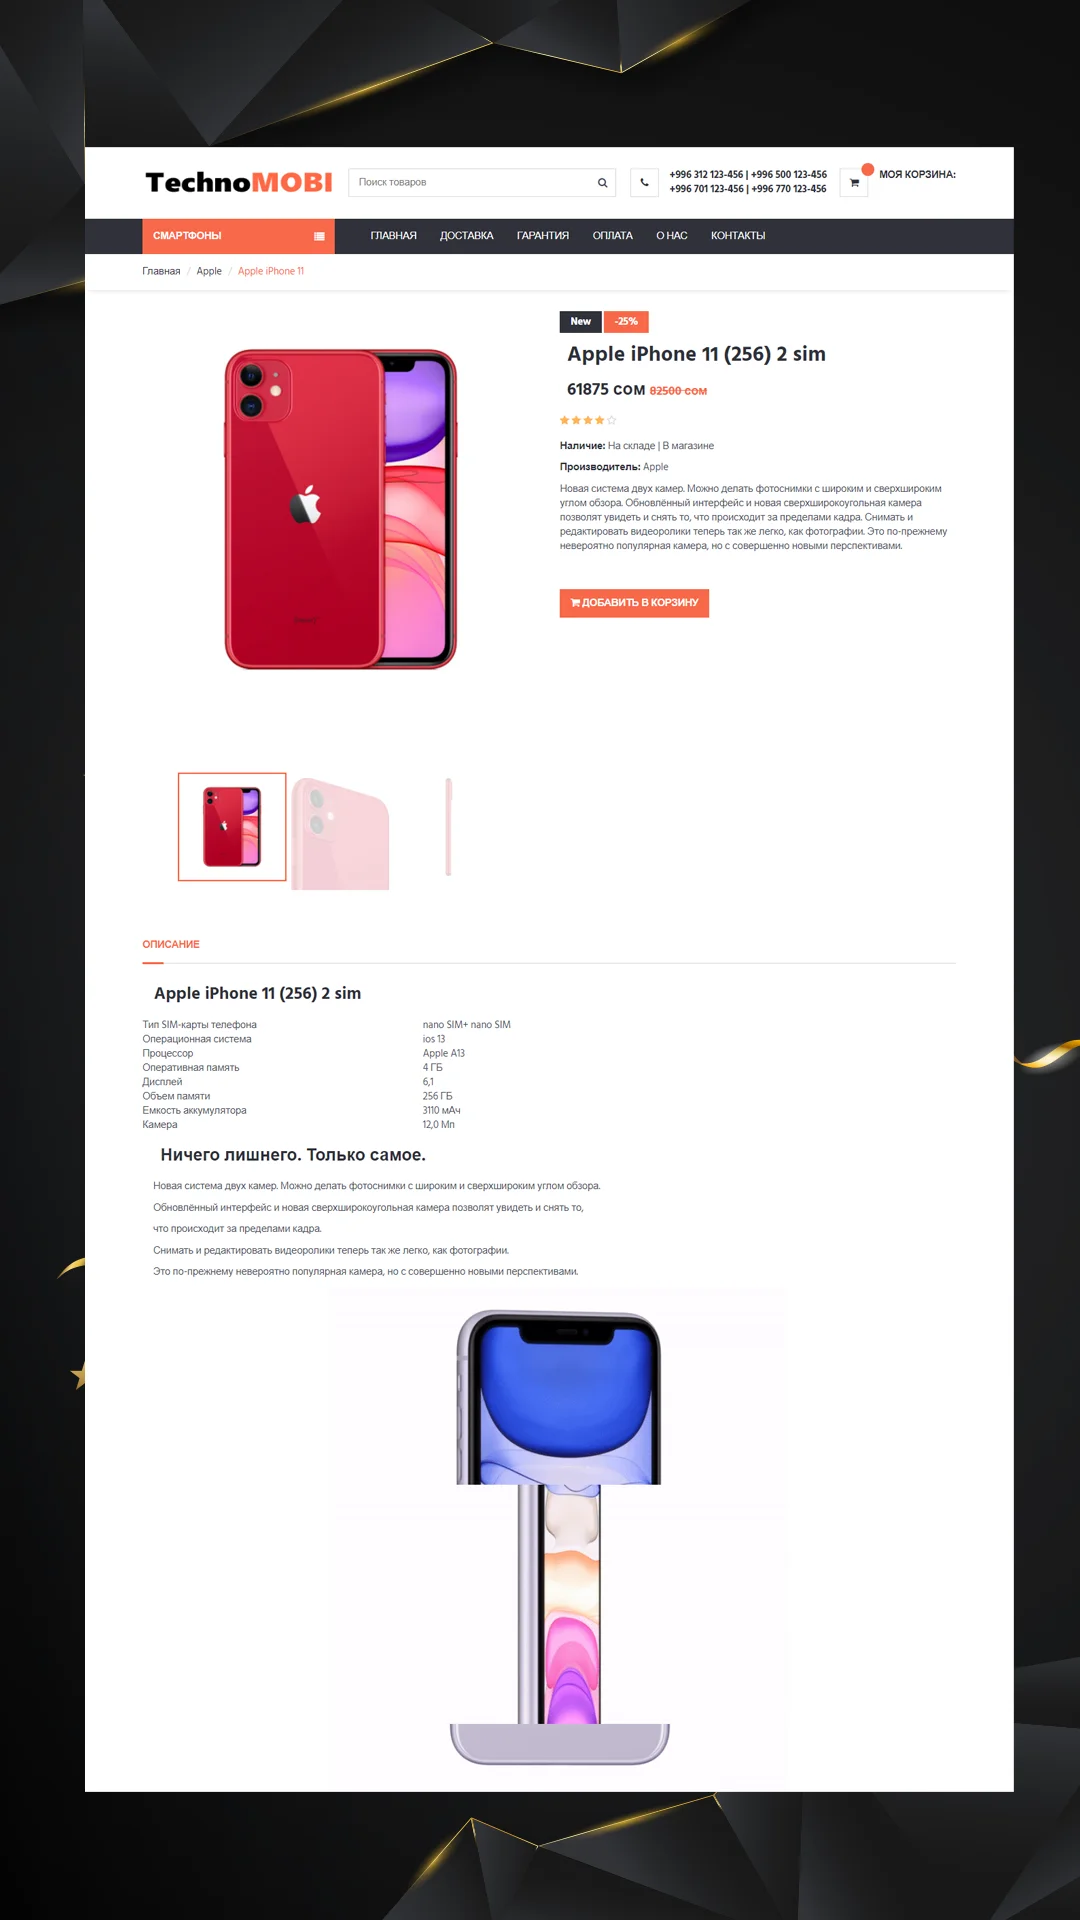 TechnoMOBI
Поиск товаров
+996 312 123-456 | +996 500 123-456
+996 701 123-456 | +996 770 123-456
МОЯ КОРЗИНА:
СМАРТФОНЫ
ГЛАВНАЯ ДОСТАВКА ГАРАНТИЯ ОПЛАТА О НАС КОНТАКТЫ
Главная / Apple / Apple iPhone 11
New -25%
Apple iPhone 11 (256) 2 sim
61875 сом 82500 сом
Наличие: На складе | В магазине
Производитель: Apple
Новая система двух камер. Можно делать фотоснимки с широким и сверхшироким
углом обзора. Обновлённый интерфейс и новая сверхширокоугольная камера
позволят увидеть и снять то, что происходит за пределами кадра. Снимать и
редактировать видеоролики теперь так же легко, как фотографии. Это по-прежнему
невероятно популярная камера, но с совершенно новыми перспективами.
ДОБАВИТЬ В КОРЗИНУ
ОПИСАНИЕ
Apple iPhone 11 (256) 2 sim
Тип SIM-карты телефона nano SIM+ nano SIM
Операционная система ios 13
Процессор Apple A13
Оперативная память 4 ГБ
Дисплей 6,1
Объем памяти 256 ГБ
Емкость аккумулятора 3110 мАч
Камера 12,0 Мп
Ничего лишнего. Только самое.
Новая система двух камер. Можно делать фотоснимки с широким и сверхшироким углом обзора.
Обновлённый интерфейс и новая сверхширокоугольная камера позволят увидеть и снять то,
что происходит за пределами кадра.
Снимать и редактировать видеоролики теперь так же легко, как фотографии.
Это по-прежнему невероятно популярная камера, но с совершенно новыми перспективами.